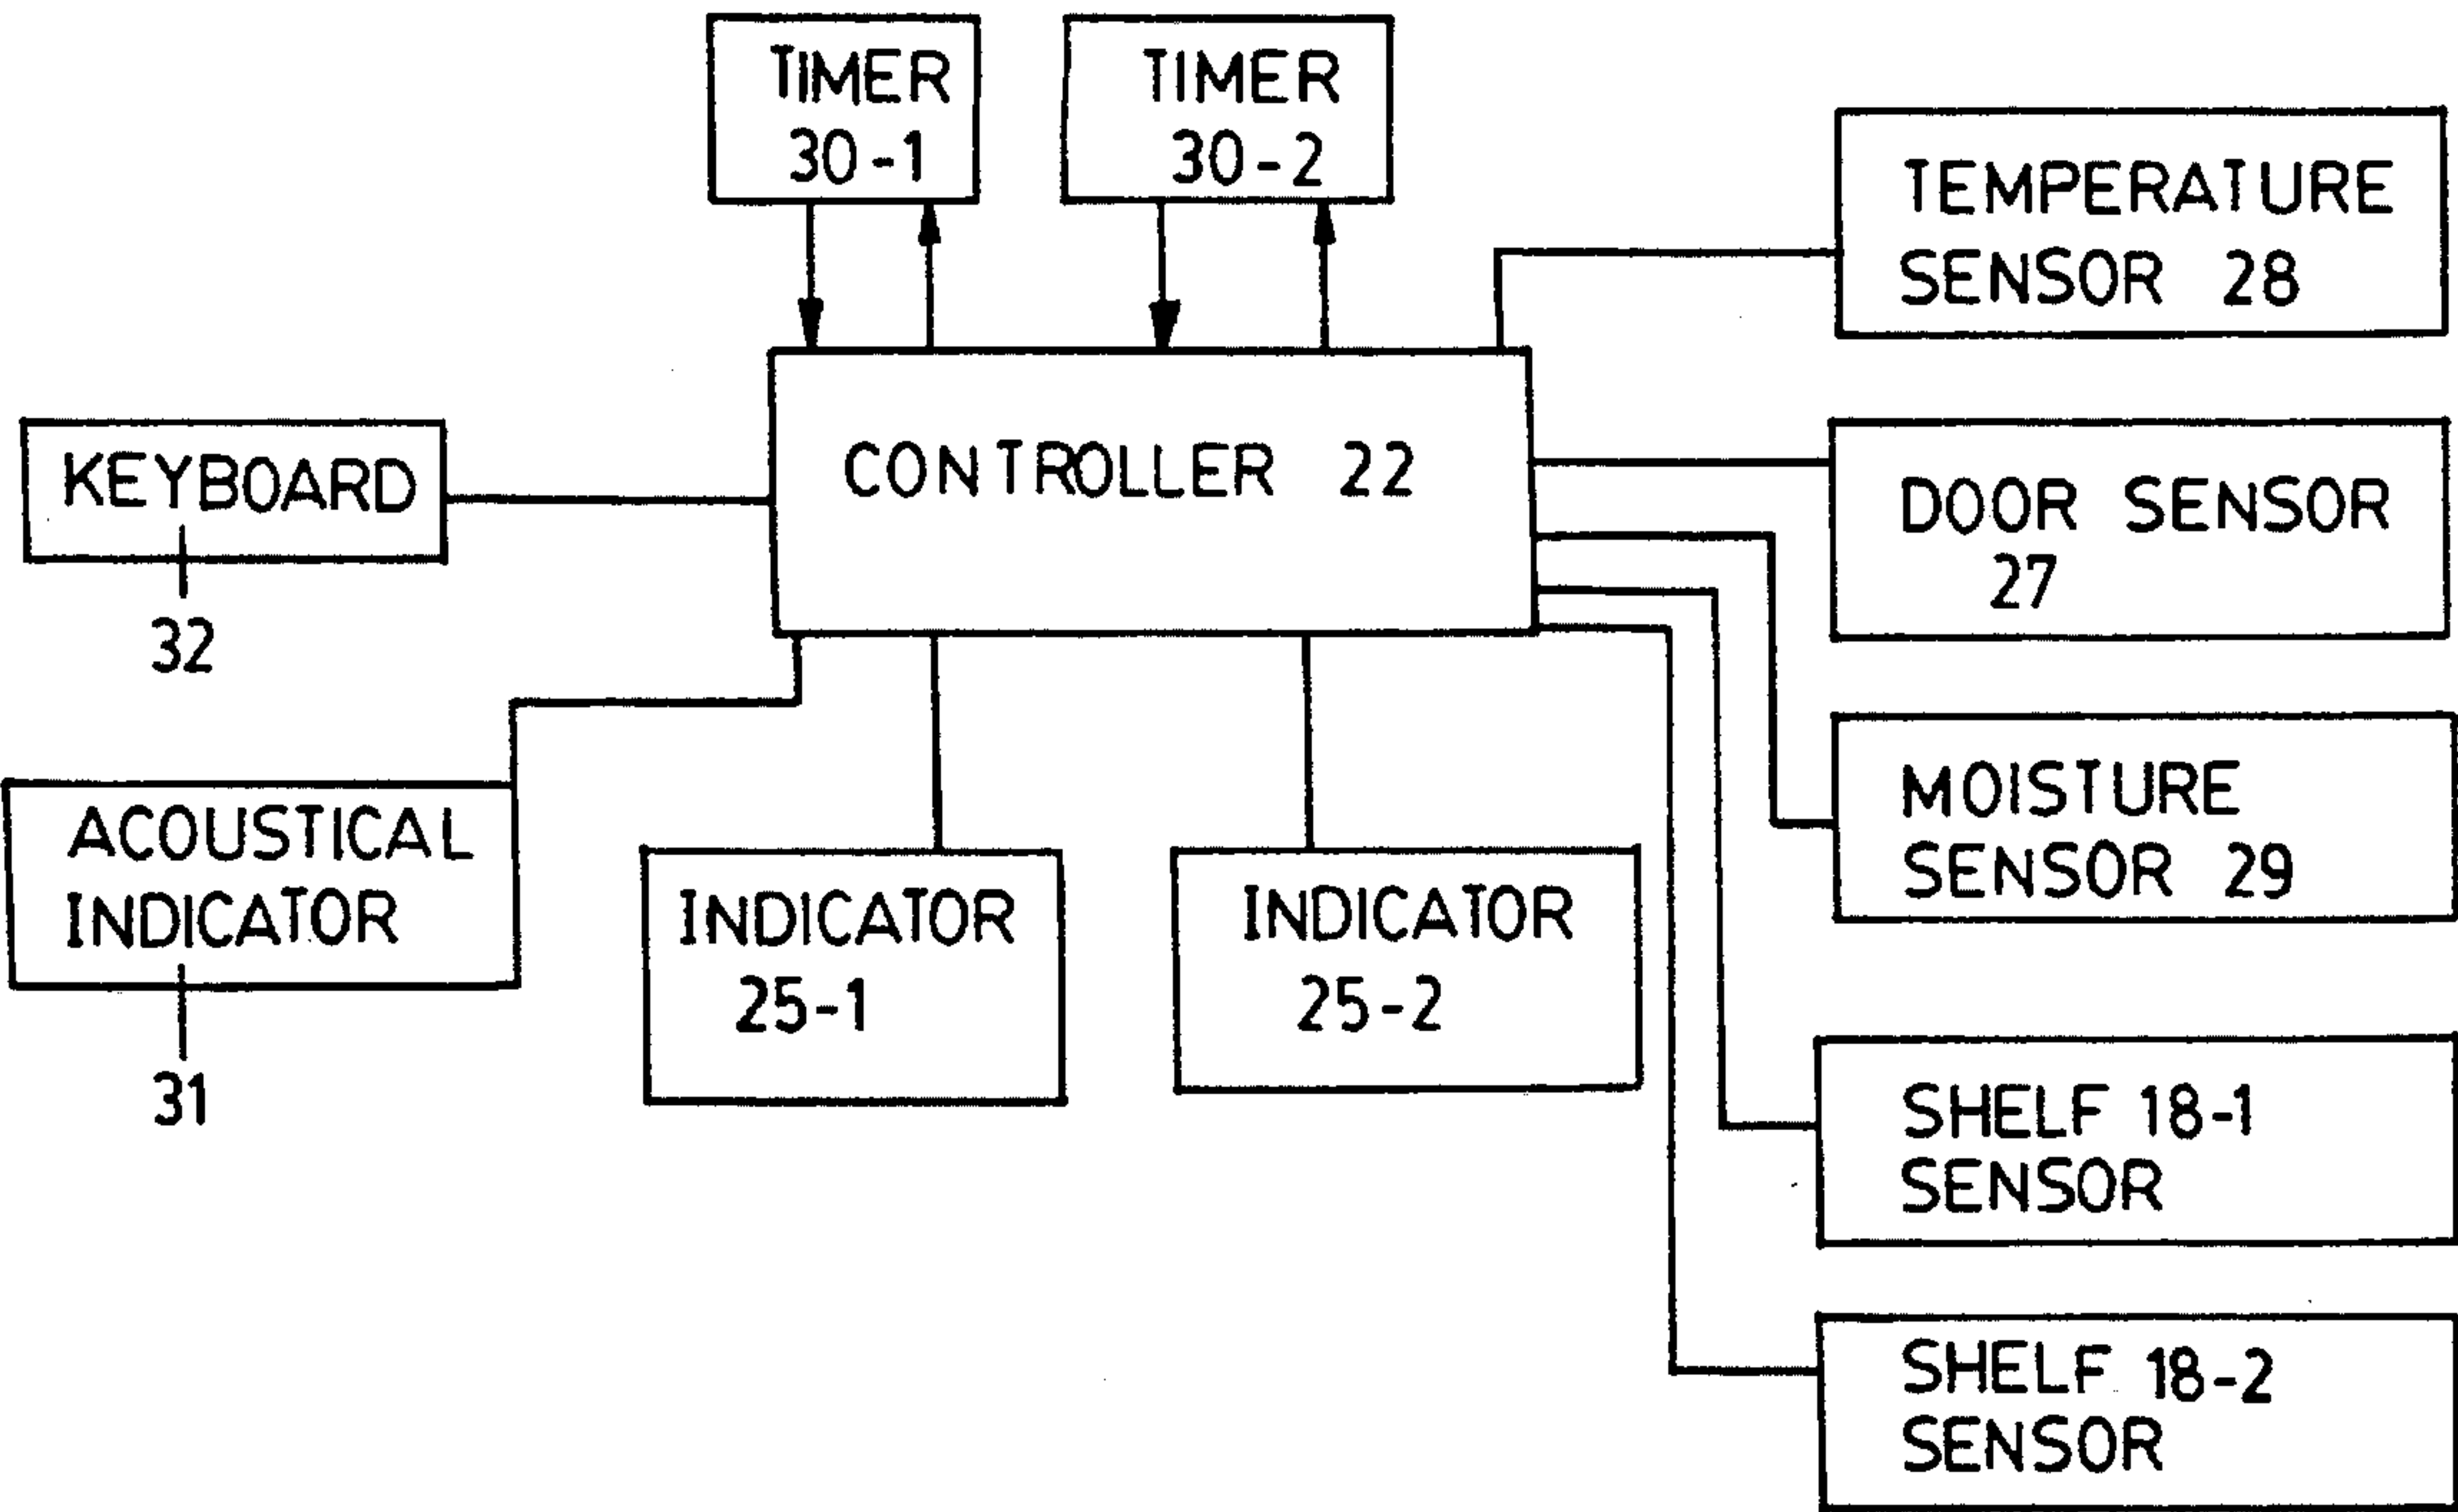 TIMER
30-1
TIMER
30-2
TEMPERATURE
SENSOR 28
CONTROLLER 22
KEYBOARD
32
DOOR SENSOR
27
MOISTURE
SENSOR 29
ACOUSTICAL
INDICATOR
31
INDICATOR
25-1
INDICATOR
25-2
SHELF 18-1
SENSOR
SHELF 18-2
SENSOR